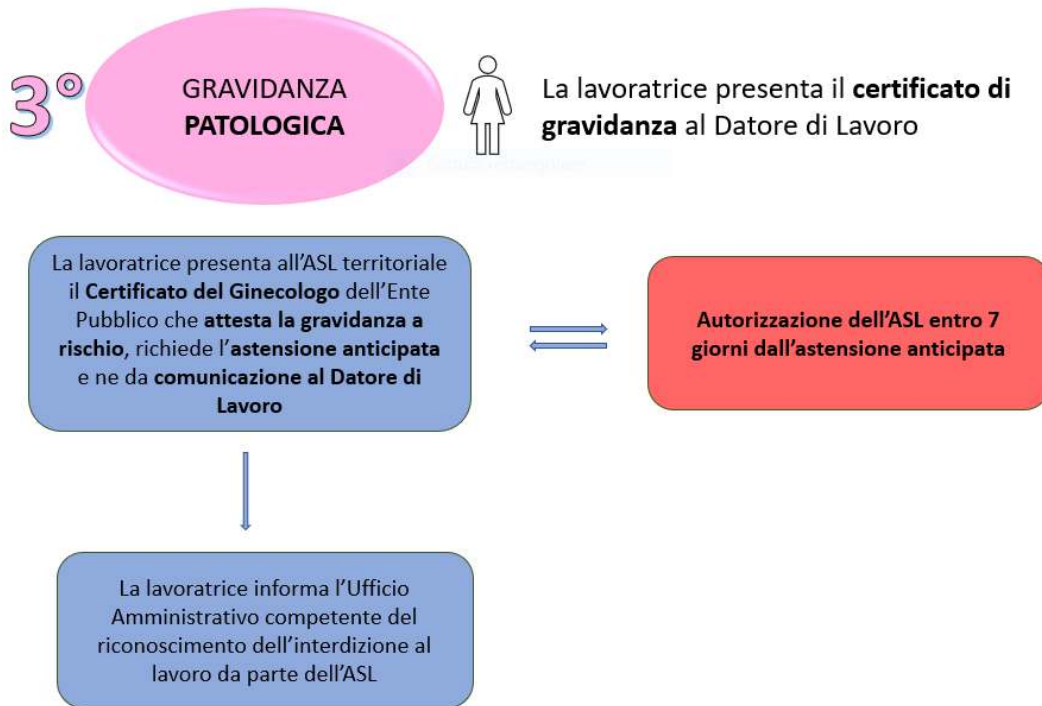 3°
GRAVIDANZA
PATOLOGICA
La lavoratrice presenta il certificato di
gravidanza al Datore di Lavoro
La lavoratrice presenta all'ASL territoriale
il Certificato del Ginecologo dell'Ente
Pubblico che attesta la gravidanza a
rischio, richiede l'astensione anticipata
e ne da comunicazione al Datore di
Lavoro
Autorizzazione dell'ASL entro 7
giorni dall'astensione anticipata
La lavoratrice informa l'Ufficio
Amministrativo competente del
riconoscimento dell'interdizione al
lavoro da parte dell'ASL